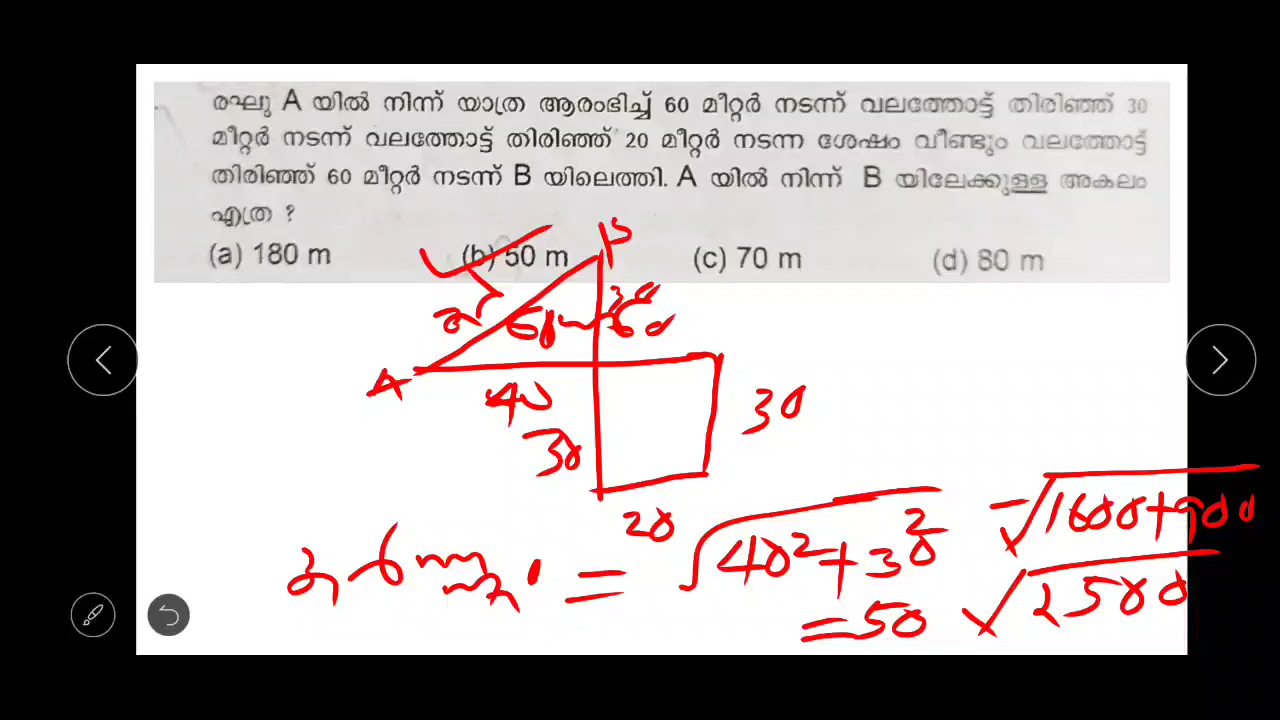 രഘു A യിൽ നിന്ന് യാത്ര ആരംഭിച്ച് 60 മീറ്റർ നടന്ന് വലത്തോട്ട് തിരിഞ്ഞ് 30
മീറ്റർ നടന്ന് വലത്തോട്ട് തിരിഞ്ഞ് 20 മീറ്റർ നടന്ന ശേഷം വീണ്ടും വലത്തോട്ട്
തിരിഞ്ഞ് 60 മീറ്റർ നടന്ന് B യിലെത്തി. A യിൽ നിന്ന് B യിലേക്കുള്ള അകലം
എത്ര ?
(a) 180 m (b) 50 m (c) 70 m (d) 80 m
B
30
60
A
40
30
30
20
= √40²+30²
√1600+900
√2500
=50